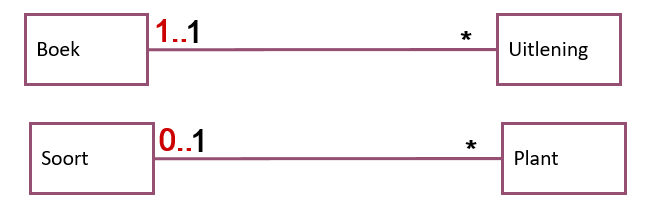 Boek 1..1 * Uitlening
Soort 0..1 * Plant